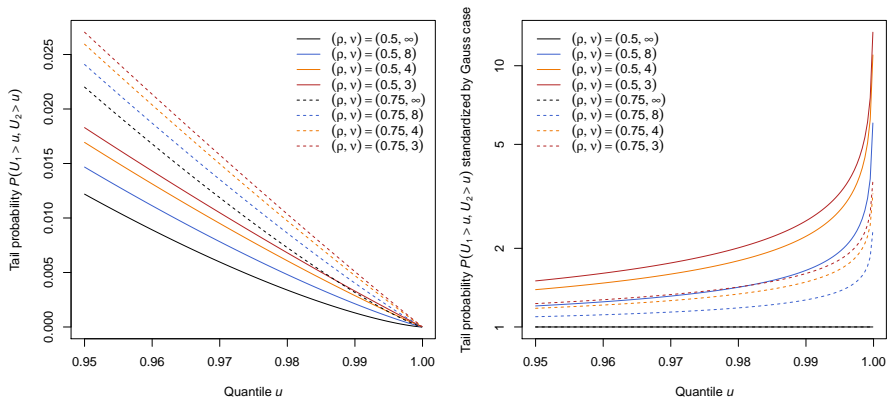 Tail probability P(U₁ > u, U₂ > u)
0.025
0.020
0.015
0.010
0.005
0.000
(ρ, ν) = (0.5, ∞)
(ρ, ν) = (0.5, 8)
(ρ, ν) = (0.5, 4)
(ρ, ν) = (0.5, 3)
(ρ, ν) = (0.75, ∞)
(ρ, ν) = (0.75, 8)
(ρ, ν) = (0.75, 4)
(ρ, ν) = (0.75, 3)
0.95 0.96 0.97 0.98 0.99 1.00
Quantile u
Tail probability P(U₁ > u, U₂ > u) standardized by Gauss case
10
5
2
1
(ρ, ν) = (0.5, ∞)
(ρ, ν) = (0.5, 8)
(ρ, ν) = (0.5, 4)
(ρ, ν) = (0.5, 3)
(ρ, ν) = (0.75, ∞)
(ρ, ν) = (0.75, 8)
(ρ, ν) = (0.75, 4)
(ρ, ν) = (0.75, 3)
0.95 0.96 0.97 0.98 0.99 1.00
Quantile u